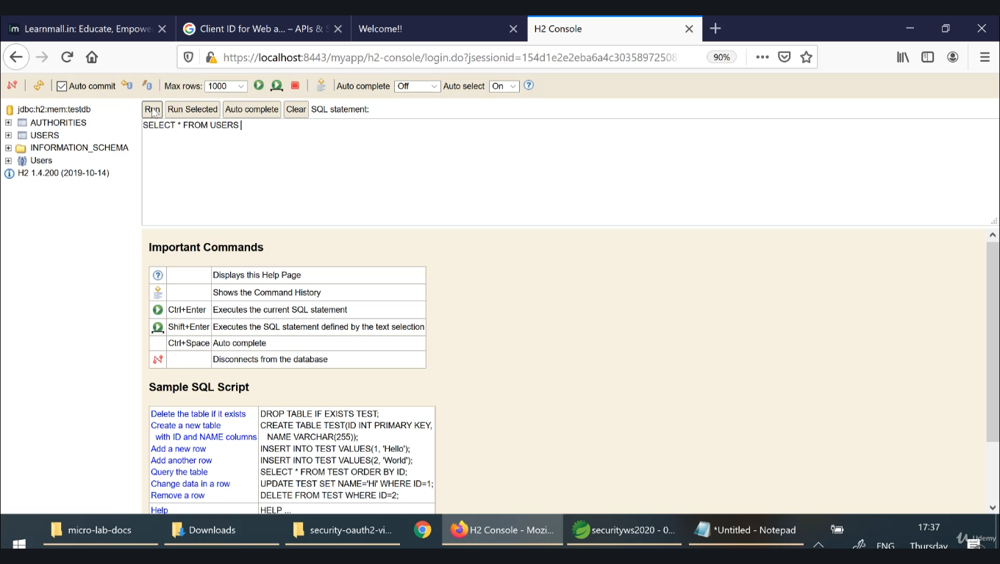 Learnmall.in: Educate, Empowe
Client ID for Web a... – APIs & S
Welcome!!
H2 Console
https://localhost:8443/myapp/h2-console/login.do?jsessionid=154d1e2e2eba6a4c30358972508
90%
Auto commit
Max rows:
1000
Auto complete
Off
Auto select
On
jdbc:h2:mem:testdb
AUTHORITIES
USERS
INFORMATION_SCHEMA
Users
H2 1.4.200 (2019-10-14)
Run
Run Selected
Auto complete
Clear
SQL statement:
SELECT * FROM USERS
Important Commands
Displays this Help Page
Shows the Command History
Ctrl+Enter Executes the current SQL statement
Shift+Enter Executes the SQL statement defined by the text selection
Ctrl+Space Auto complete
Disconnects from the database
Sample SQL Script
Delete the table if it exists DROP TABLE IF EXISTS TEST;
Create a new table CREATE TABLE TEST(ID INT PRIMARY KEY,
with ID and NAME columns NAME VARCHAR(255));
Add a new row INSERT INTO TEST VALUES(1, 'Hello');
Add another row INSERT INTO TEST VALUES(2, 'World');
Query the table SELECT * FROM TEST ORDER BY ID;
Change data in a row UPDATE TEST SET NAME='Hi' WHERE ID=1;
Remove a row DELETE FROM TEST WHERE ID=2;
Help HELP ...
micro-lab-docs
Downloads
security-oauth2-vi...
H2 Console - Mozi...
securityws2020 - 0...
*Untitled - Notepad
17:37
ENG
Thursday
Udemy